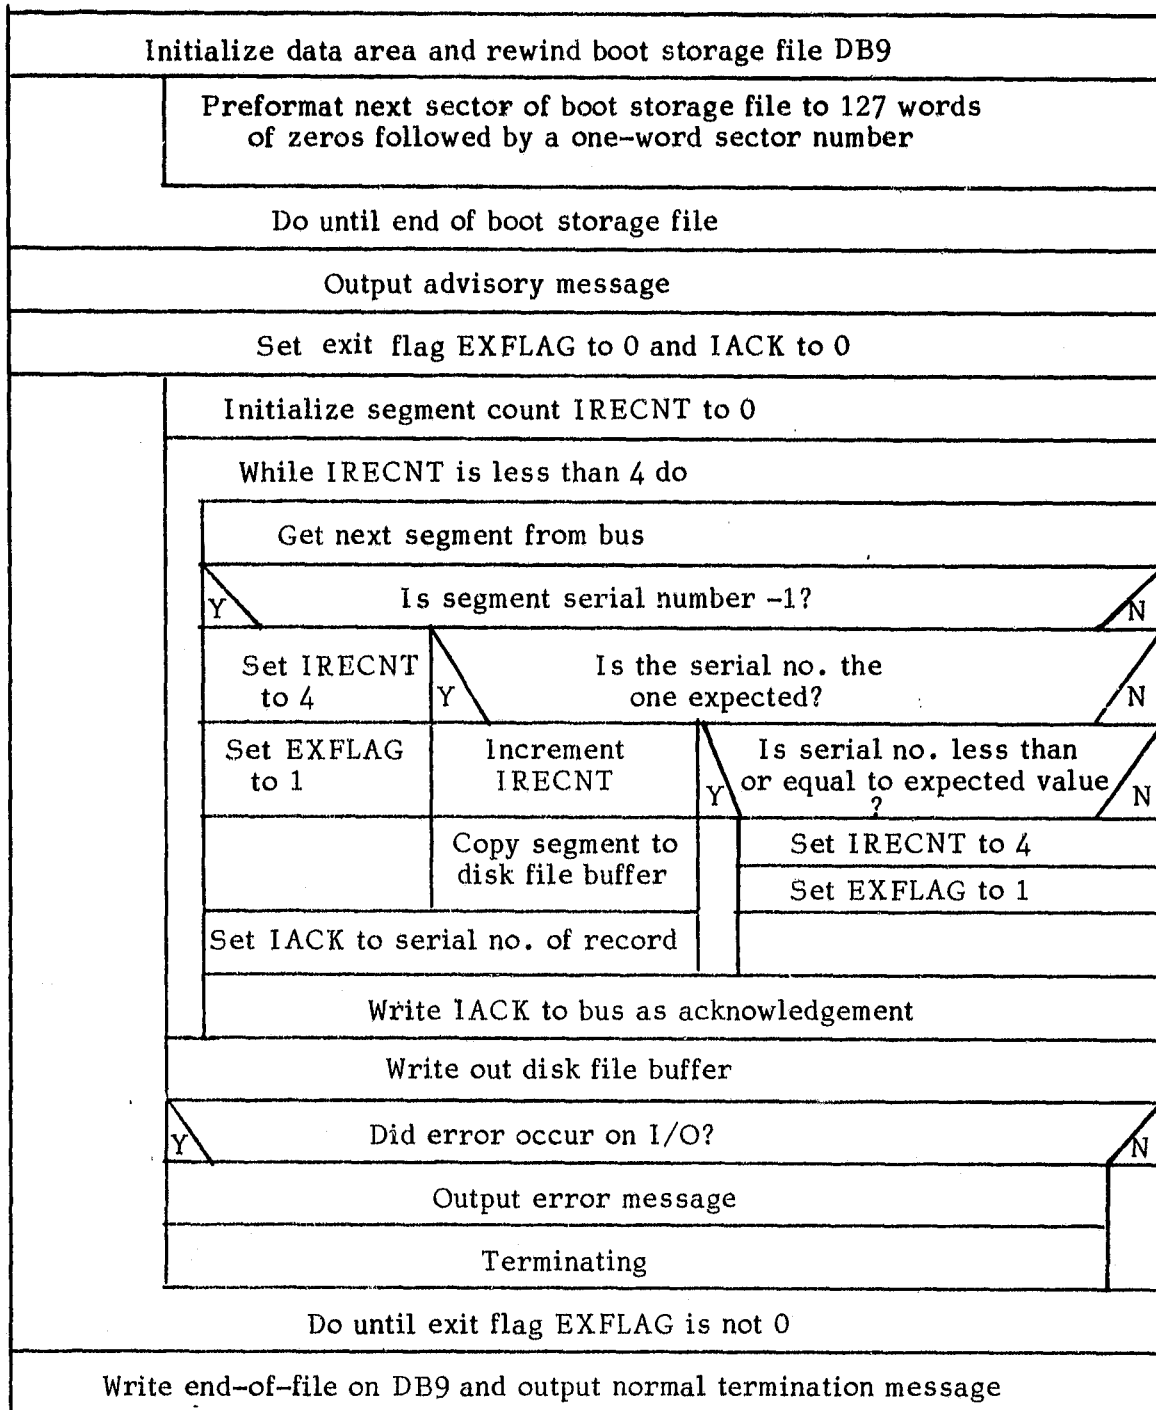 Initialize data area and rewind boot storage file DB9
Preformat next sector of boot storage file to 127 words
of zeros followed by a one-word sector number
Do until end of boot storage file
Output advisory message
Set exit flag EXFLAG to 0 and IACK to 0
Initialize segment count IRECNT to 0
While IRECNT is less than 4 do
Get next segment from bus
Y
Is segment serial number -1?
N
Set IRECNT
to 4
Y
Is the serial no. the
one expected?
N
Set EXFLAG
to 1
Increment
IRECNT
Y
Is serial no. less than
or equal to expected value
?
N
Copy segment to
disk file buffer
Set IRECNT to 4
Set EXFLAG to 1
Set IACK to serial no. of record
Write IACK to bus as acknowledgement
Write out disk file buffer
Y
Did error occur on I/O?
N
Output error message
Terminating
Do until exit flag EXFLAG is not 0
Write end-of-file on DB9 and output normal termination message